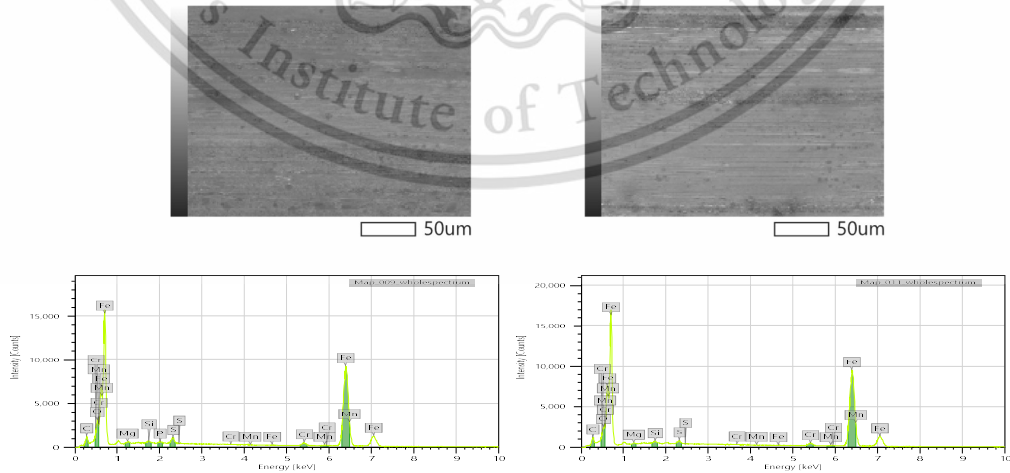 s Institute of Technolo
50um
50um
Map 009 wholespectrum
Intensity [Counts]
15,000
10,000
5,000
0
Fe
Cr
Mn
Fe
Mn
Cr
C
Mg
Si
P
S
S
Cr
Mn
Fe
Cr
Cr
Mn
Fe
Mn
Fe
0 1 2 3 4 5 6 7 8 9 10
Energy [keV]
Map 011 wholespectrum
Intensity [Counts]
20,000
15,000
10,000
5,000
0
Fe
Cr
Fe
Mn
Mn
Cr
C
Mg
Si
S
S
Cr
Mn
Fe
Cr
Cr
Mn
Fe
Mn
Fe
0 1 2 3 4 5 6 7 8 9 10
Energy [keV]